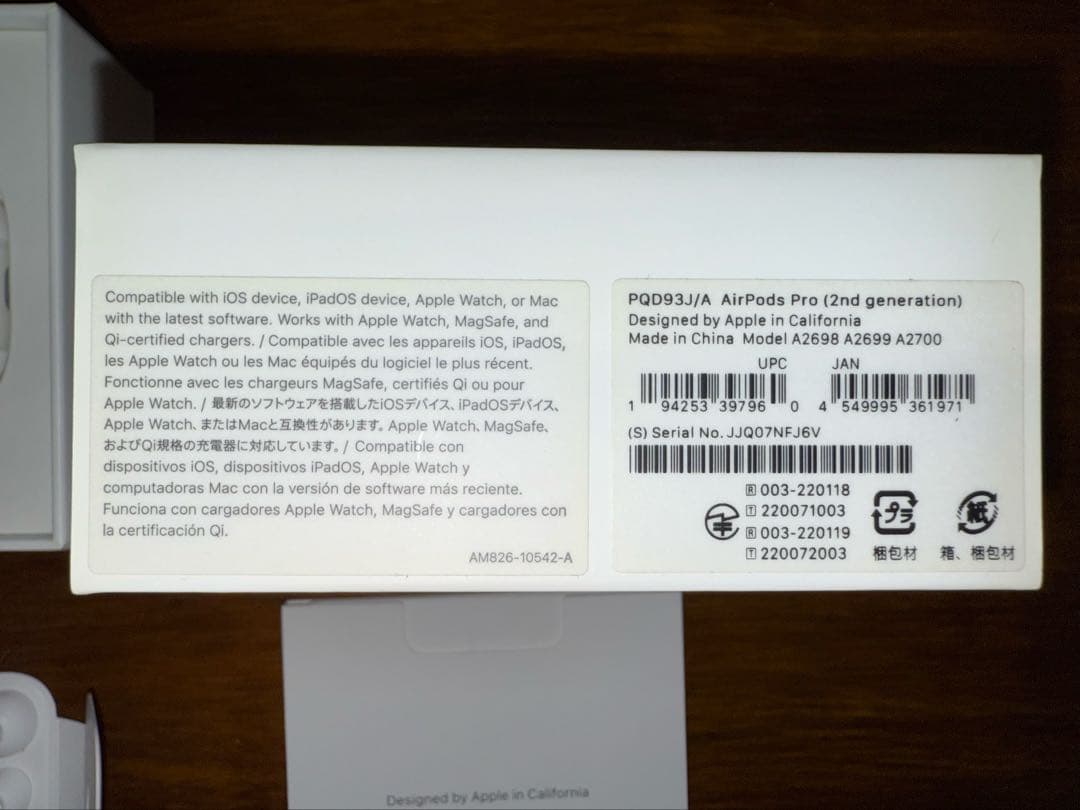 Compatible with iOS device, iPadOS device, Apple Watch, or Mac
with the latest software. Works with Apple Watch, MagSafe, and
Qi-certified chargers. / Compatible avec les appareils iOS, iPadOS,
les Apple Watch ou les Mac équipés du logiciel le plus récent.
Fonctionne avec les chargeurs MagSafe, certifiés Qi ou pour
Apple Watch. / 最新のソフトウェアを搭載したiOSデバイス、iPadOSデバイス、
Apple Watch、またはMacと互換性があります。Apple Watch、MagSafe、
およびQi規格の充電器に対応しています。/ Compatible con
dispositivos iOS, dispositivos iPadOS, Apple Watch y
computadoras Mac con la versión de software más reciente.
Funciona con cargadores Apple Watch, MagSafe y cargadores con
la certificación Qi.
AM826-10542-A
PQD93J/A AirPods Pro (2nd generation)
Designed by Apple in California
Made in China Model A2698 A2699 A2700
UPC JAN
1 94253 39796 0 4 549995 361971
(S) Serial No. JJQ07NFJ6V
R 003-220118
T 220071003
R 003-220119
T 220072003
プラ
紙
梱包材 箱、梱包材
Designed by Apple in California